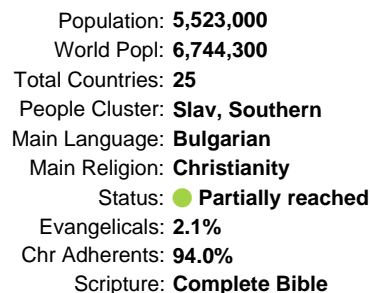 Population: 5,523,000
World Popl: 6,744,300
Total Countries: 25
People Cluster: Slav, Southern
Main Language: Bulgarian
Main Religion: Christianity
Status: Partially reached
Evangelicals: 2.1%
Chr Adherents: 94.0%
Scripture: Complete Bible